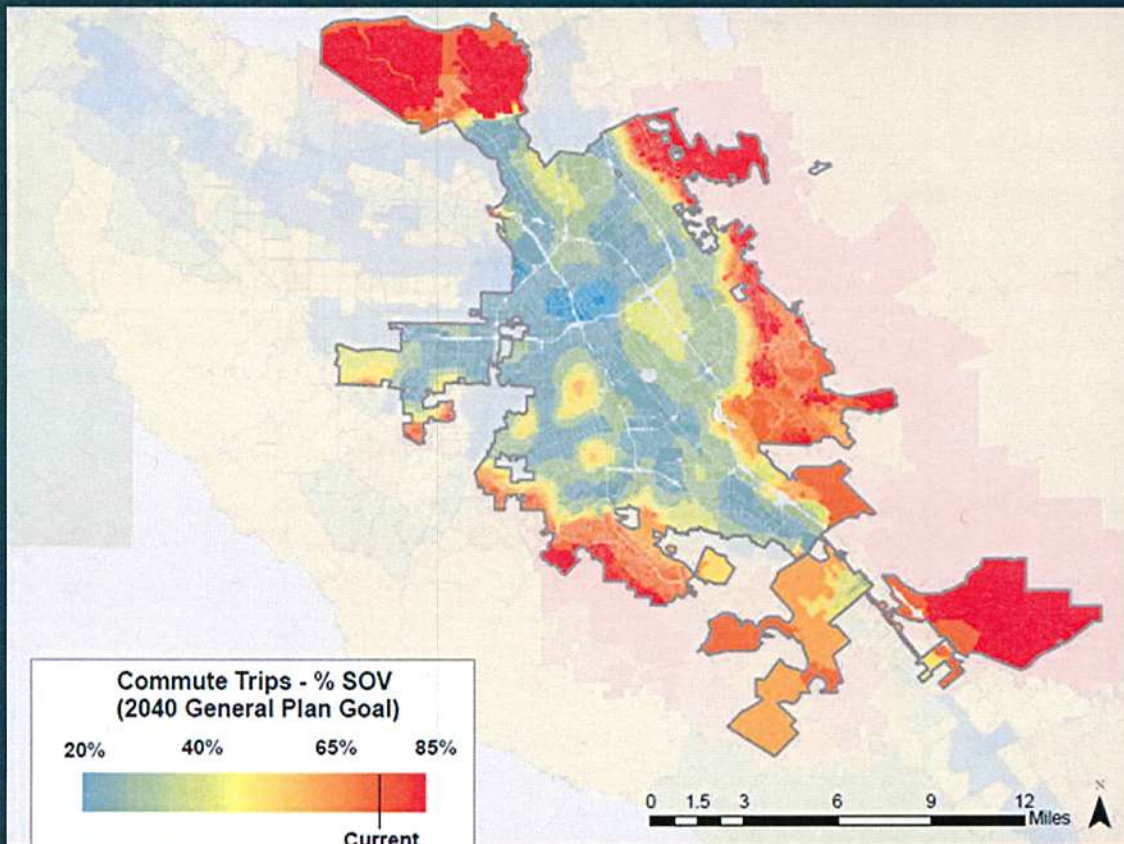 Commute Trips - % SOV
(2040 General Plan Goal)
20% 40% 65% 85%
Current
0 1.5 3 6 9 12
Miles
N